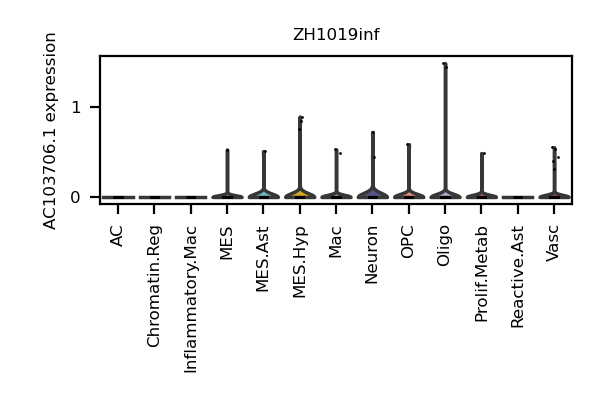 ZH1019inf
AC103706.1 expression
1
0
AC
Chromatin.Reg
Inflammatory.Mac
MES
MES.Ast
MES.Hyp
Mac
Neuron
OPC
Oligo
Prolif.Metab
Reactive.Ast
Vasc